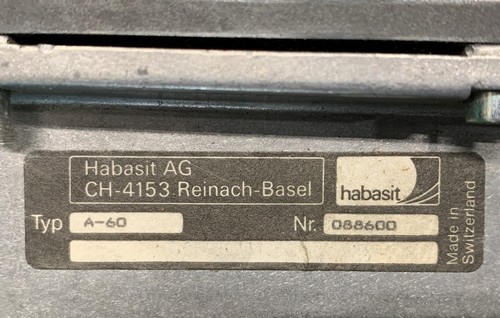 Habasit AG
CH-4153 Reinach-Basel
habasit
Typ A-60 Nr. 088600
Made in
Switzerland